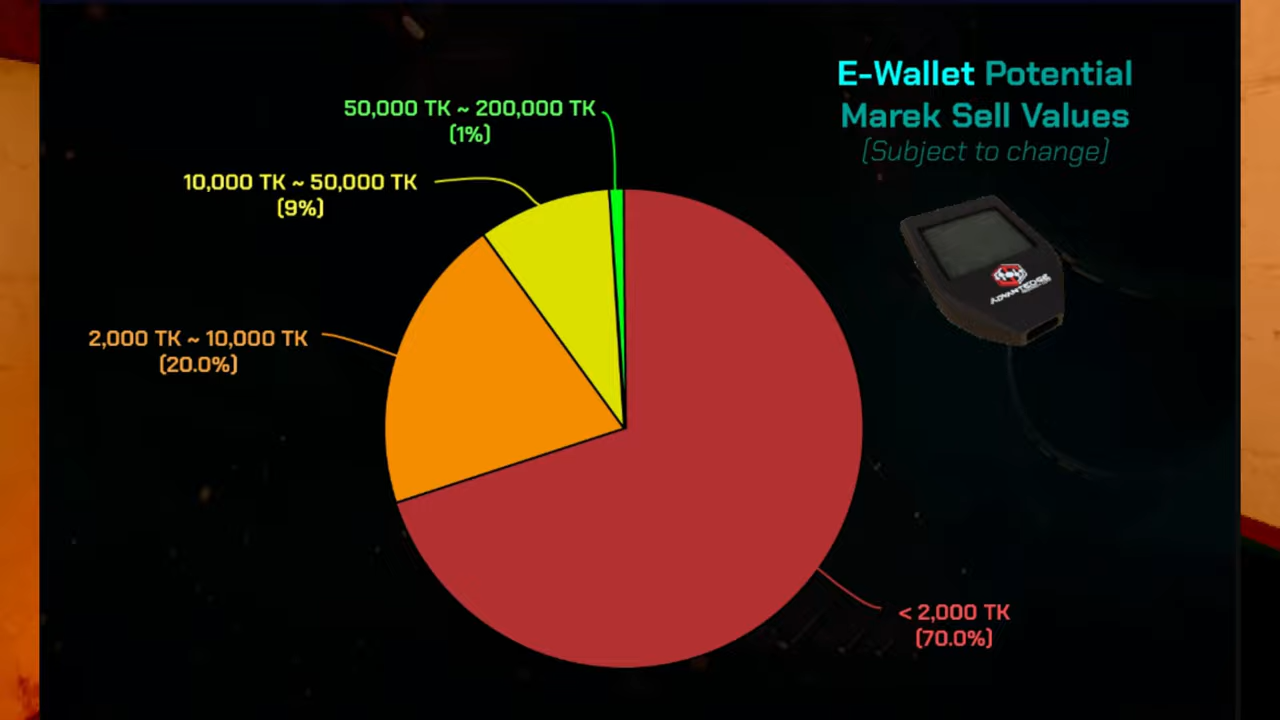 E-Wallet Potential
Marek Sell Values
[Subject to change]
50,000 TK ~ 200,000 TK
[1%]
10,000 TK ~ 50,000 TK
[9%]
2,000 TK ~ 10,000 TK
[20.0%]
< 2,000 TK
[70.0%]
ADVANTEDGE